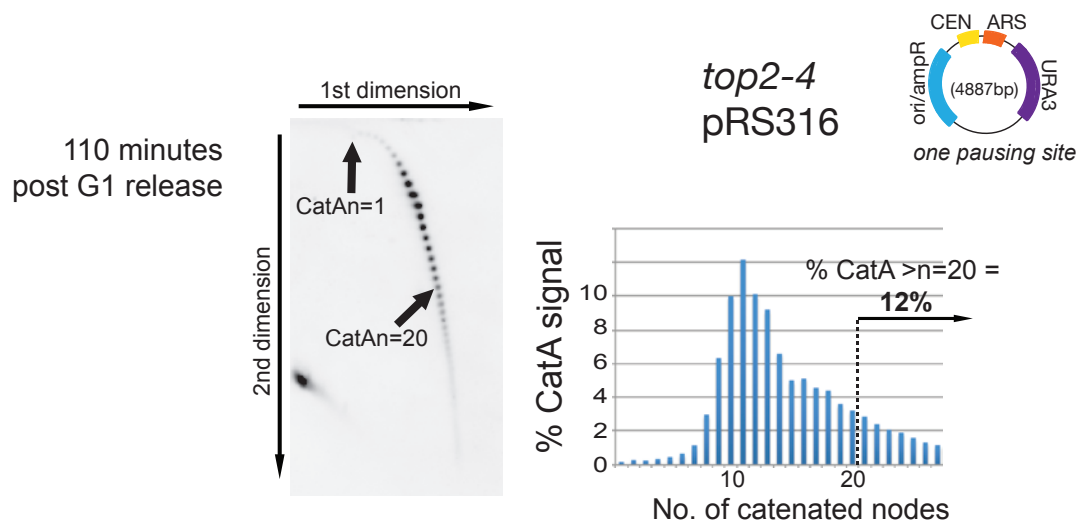 1st dimension
110 minutes
post G1 release
CatAn=1
CatAn=20
2nd dimension
top2-4
pRS316
CEN ARS
ori/ampR
(4887bp)
URA3
one pausing site
% CatA signal
10
8
6
4
2
0
% CatA >n=20 =
12%
10 20
No. of catenated nodes